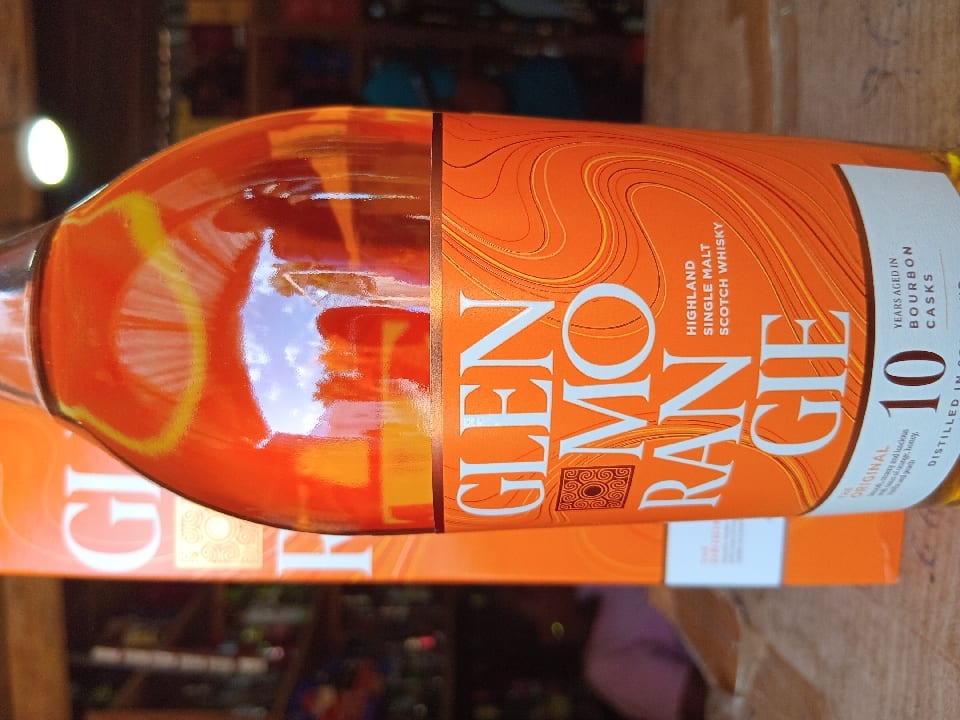 GLEN
MO
RAN
GIE
HIGHLAND
SINGLE MALT
SCOTCH WHISKY
THE
ORIGINAL
10
YEARS AGED IN
BOURBON
CASKS
DISTILLED IN
GL
R